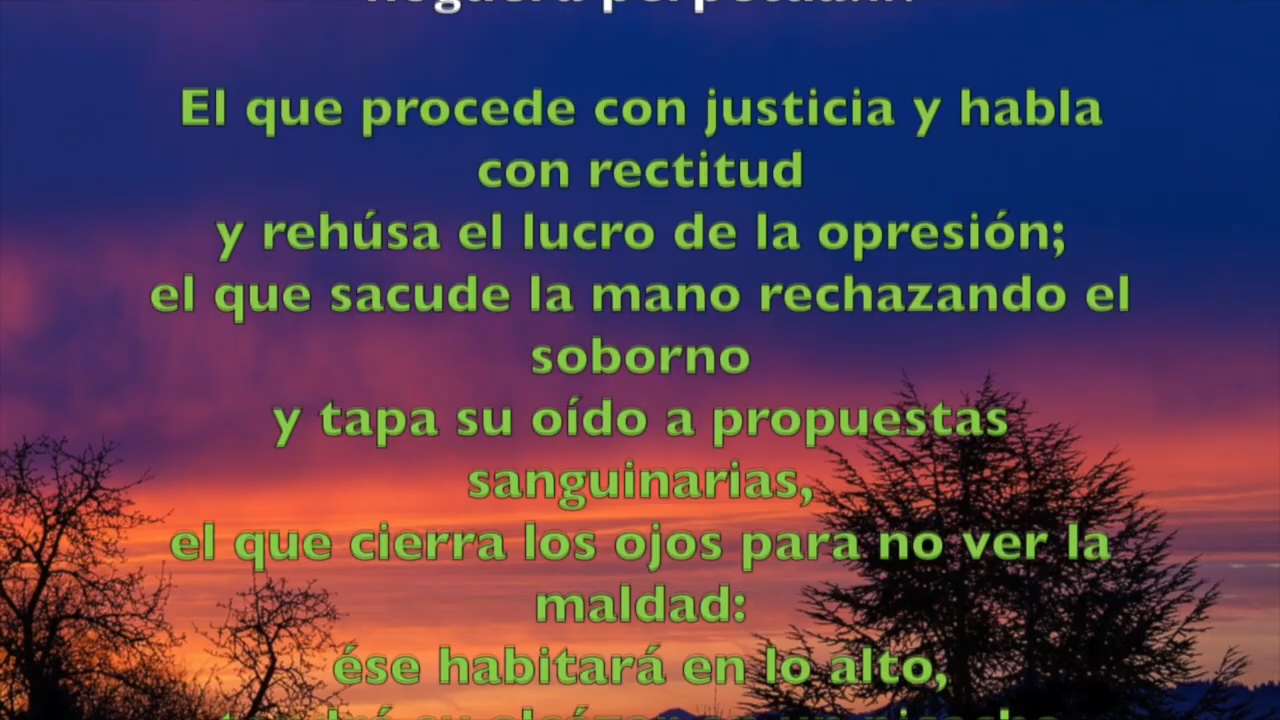 El que procede con justicia y habla
con rectitud
y rehúsa el lucro de la opresión;
el que sacude la mano rechazando el
soborno
y tapa su oído a propuestas
sanguinarias,
el que cierra los ojos para no ver la
maldad:
ése habitará en lo alto,